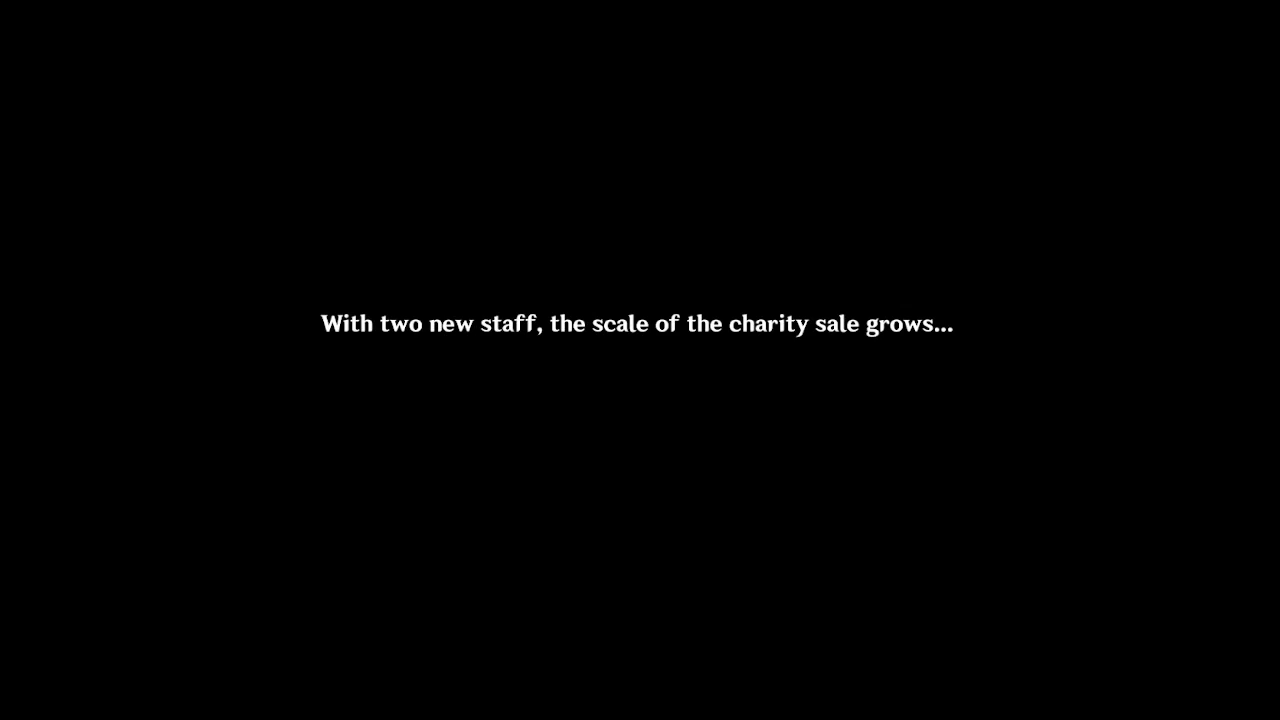 With two new staff, the scale of the charity sale grows...